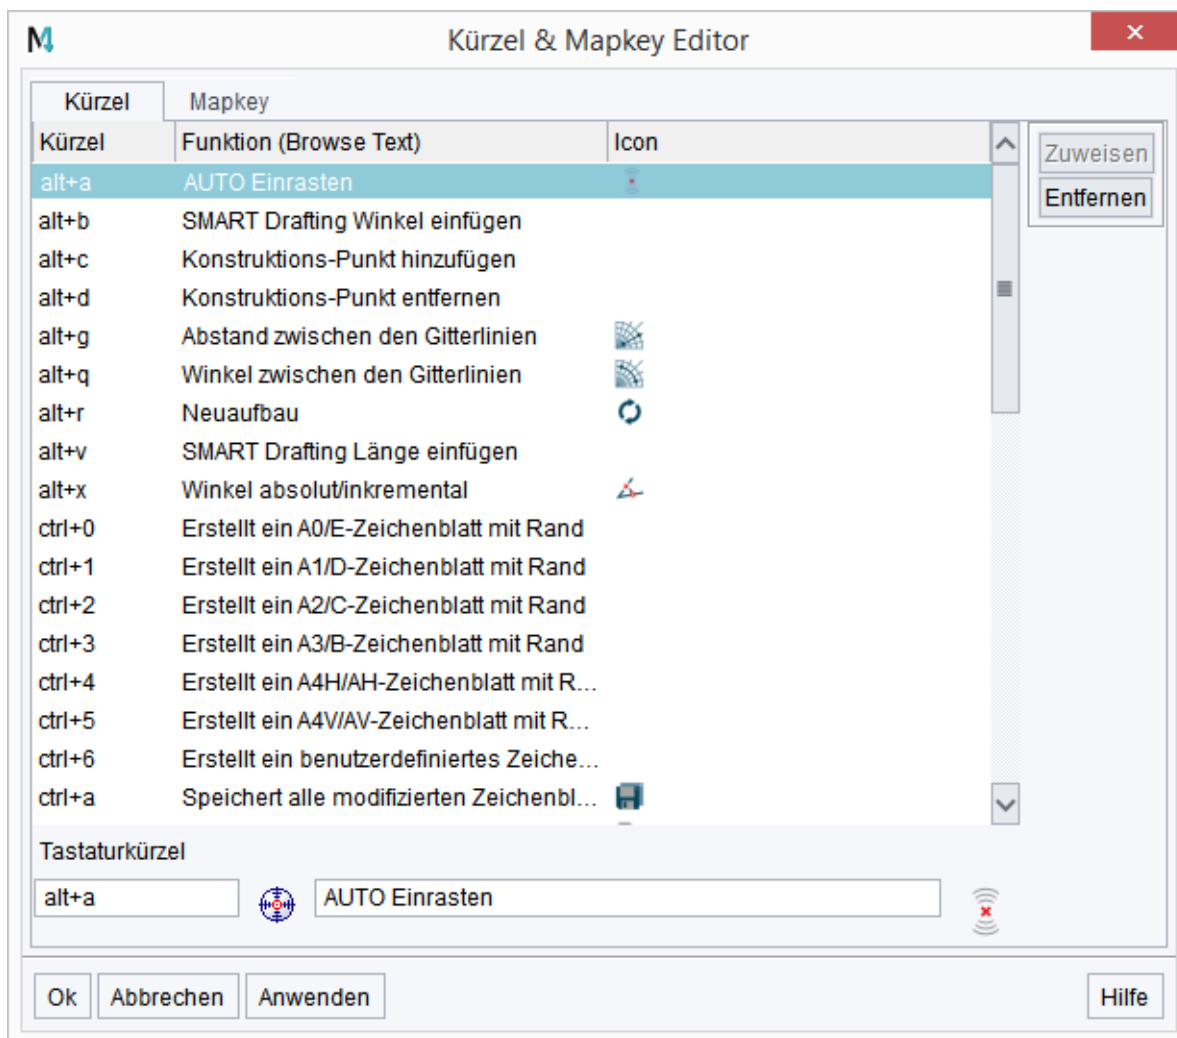 Kürzel & Mapkey Editor
Kürzel Mapkey
Kürzel Funktion (Browse Text) Icon
Zuweisen
alt+a AUTO Einrasten
Entfernen
alt+b SMART Drafting Winkel einfügen
alt+c Konstruktions-Punkt hinzufügen
alt+d Konstruktions-Punkt entfernen
alt+g Abstand zwischen den Gitterlinien
alt+q Winkel zwischen den Gitterlinien
alt+r Neuaufbau
alt+v SMART Drafting Länge einfügen
alt+x Winkel absolut/inkremental
ctrl+0 Erstellt ein A0/E-Zeichenblatt mit Rand
ctrl+1 Erstellt ein A1/D-Zeichenblatt mit Rand
ctrl+2 Erstellt ein A2/C-Zeichenblatt mit Rand
ctrl+3 Erstellt ein A3/B-Zeichenblatt mit Rand
ctrl+4 Erstellt ein A4H/AH-Zeichenblatt mit R...
ctrl+5 Erstellt ein A4V/AV-Zeichenblatt mit R...
ctrl+6 Erstellt ein benutzerdefiniertes Zeiche...
ctrl+a Speichert alle modifizierten Zeichenbl...
Tastaturkürzel
alt+a AUTO Einrasten
Ok Abbrechen Anwenden Hilfe